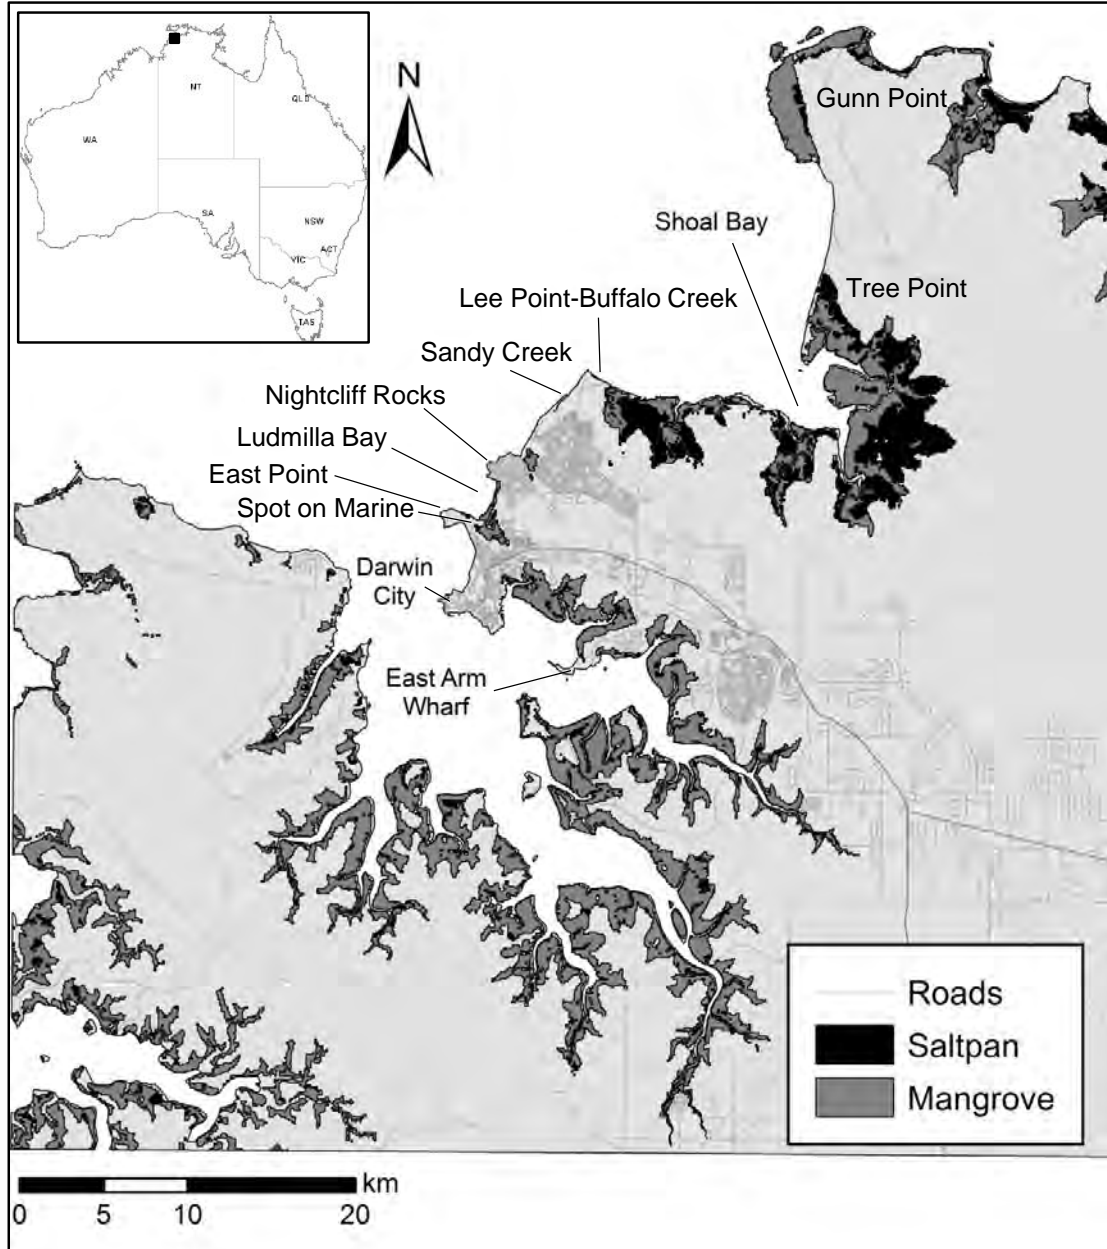 NT
QLD
WA
SA
NSW
ACT
VIC
TAS
N
Gunn Point
Shoal Bay
Tree Point
Lee Point-Buffalo Creek
Sandy Creek
Nightcliff Rocks
Ludmilla Bay
East Point
Spot on Marine
Darwin
City
East Arm
Wharf
Roads
Saltpan
Mangrove
km
0 5 10 20